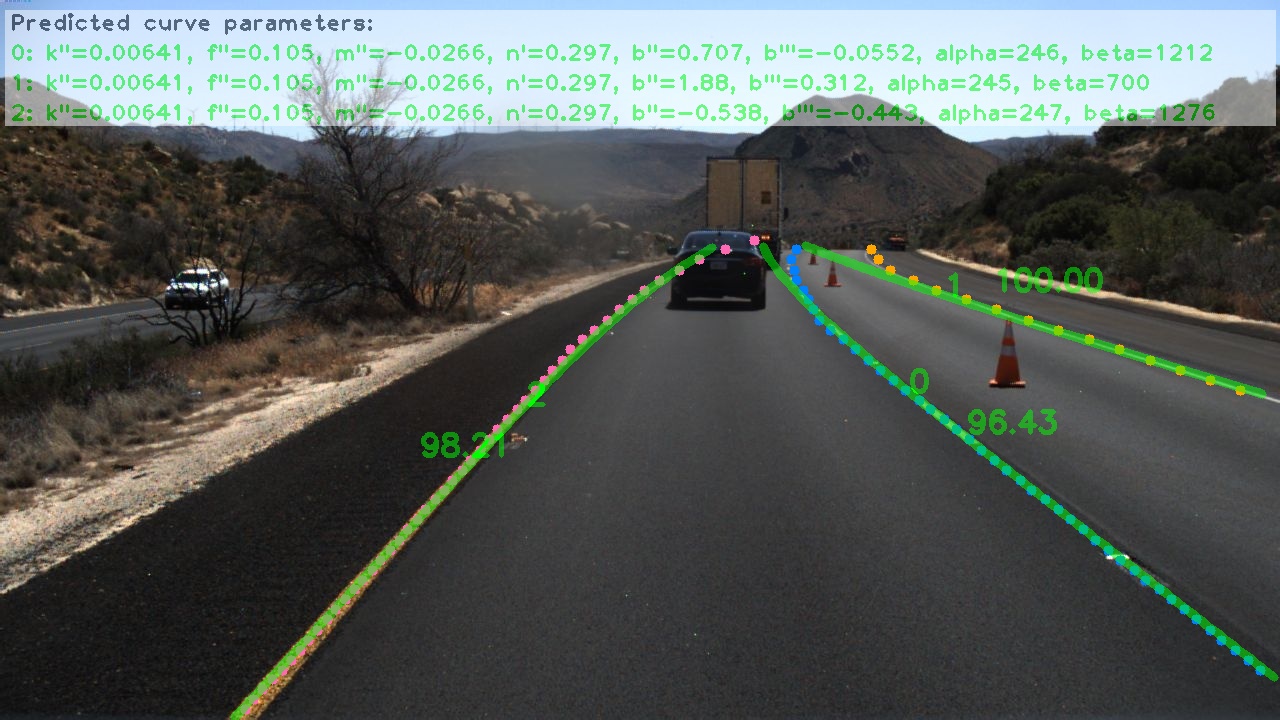 Predicted curve parameters:
0: k''=0.00641, f''=0.105, m''=-0.0266, n'=0.297, b''=0.707, b'''=-0.0552, alpha=246, beta=1212
1: k''=0.00641, f''=0.105, m''=-0.0266, n'=0.297, b''=1.88, b'''=0.312, alpha=245, beta=700
2: k''=0.00641, f''=0.105, m''=-0.0266, n'=0.297, b''=-0.538, b'''=-0.443, alpha=247, beta=1276
1 100.00
0
2
96.43
98.21